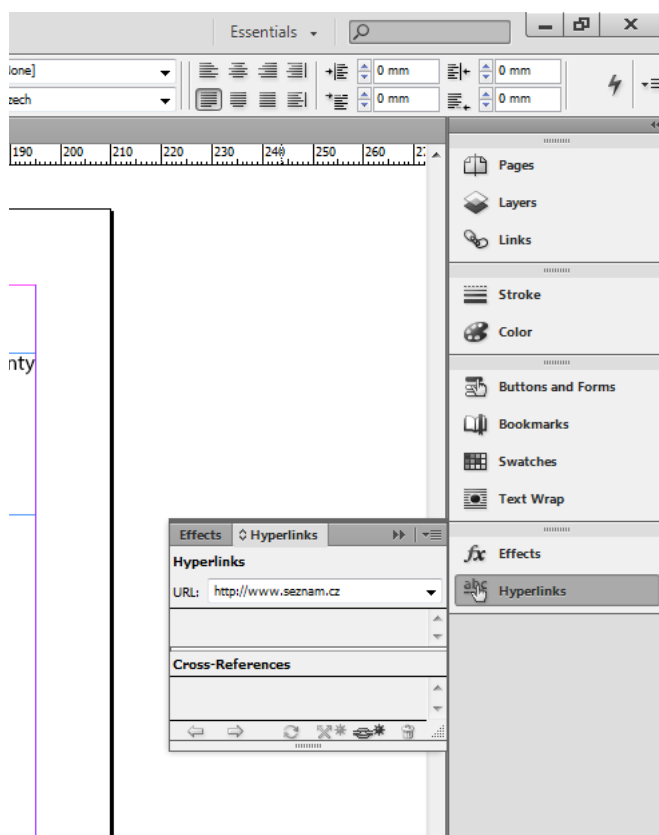 Essentials
lone]
0 mm
0 mm
zech
0 mm
0 mm
190 200 210 220 230 240 250 260
Pages
Layers
Links
Stroke
Color
nty
Buttons and Forms
Bookmarks
Swatches
Text Wrap
Effects Hyperlinks
Hyperlinks
URL: http://www.seznam.cz
Cross-References
fx Effects
abc Hyperlinks